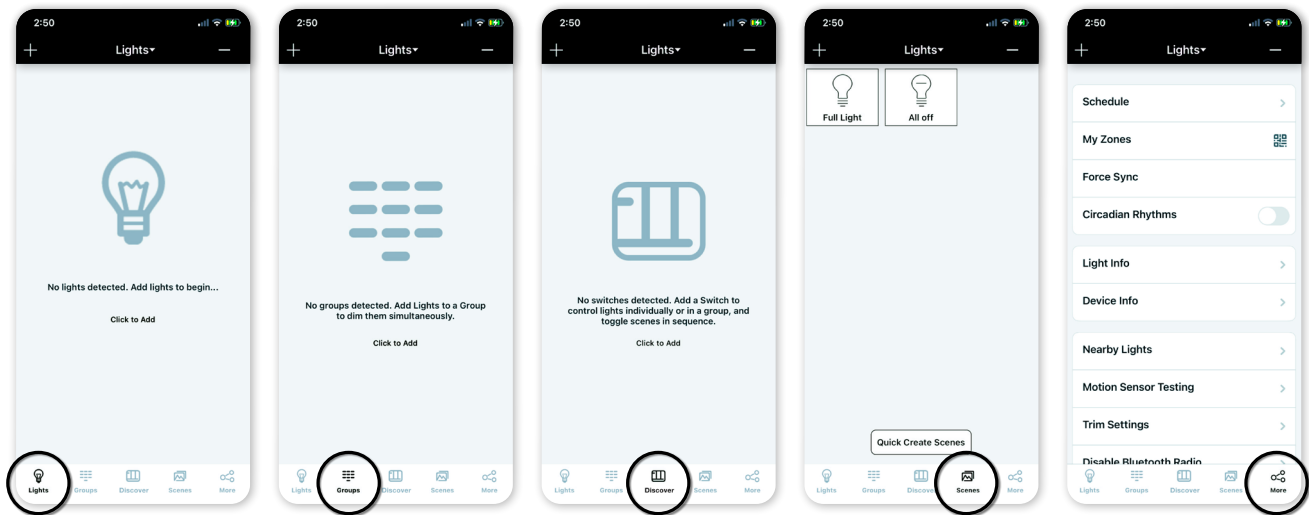 2:50
Lights
No lights detected. Add lights to begin...
Click to Add
Lights
Groups
Discover
Scenes
More
2:50
Lights
No groups detected. Add Lights to a Group
to dim them simultaneously.
Click to Add
Lights
Groups
Discover
Scenes
More
2:50
Lights
No switches detected. Add a Switch to
control lights individually or in a group, and
toggle scenes in sequence.
Click to Add
Lights
Groups
Discover
Scenes
More
2:50
Lights
Full Light
All off
Quick Create Scenes
Lights
Groups
Discover
Scenes
More
2:50
Lights
Schedule
My Zones
Force Sync
Circadian Rhythms
Light Info
Device Info
Nearby Lights
Motion Sensor Testing
Trim Settings
Disable Bluetooth Radio
Lights
Groups
Discover
Scenes
More